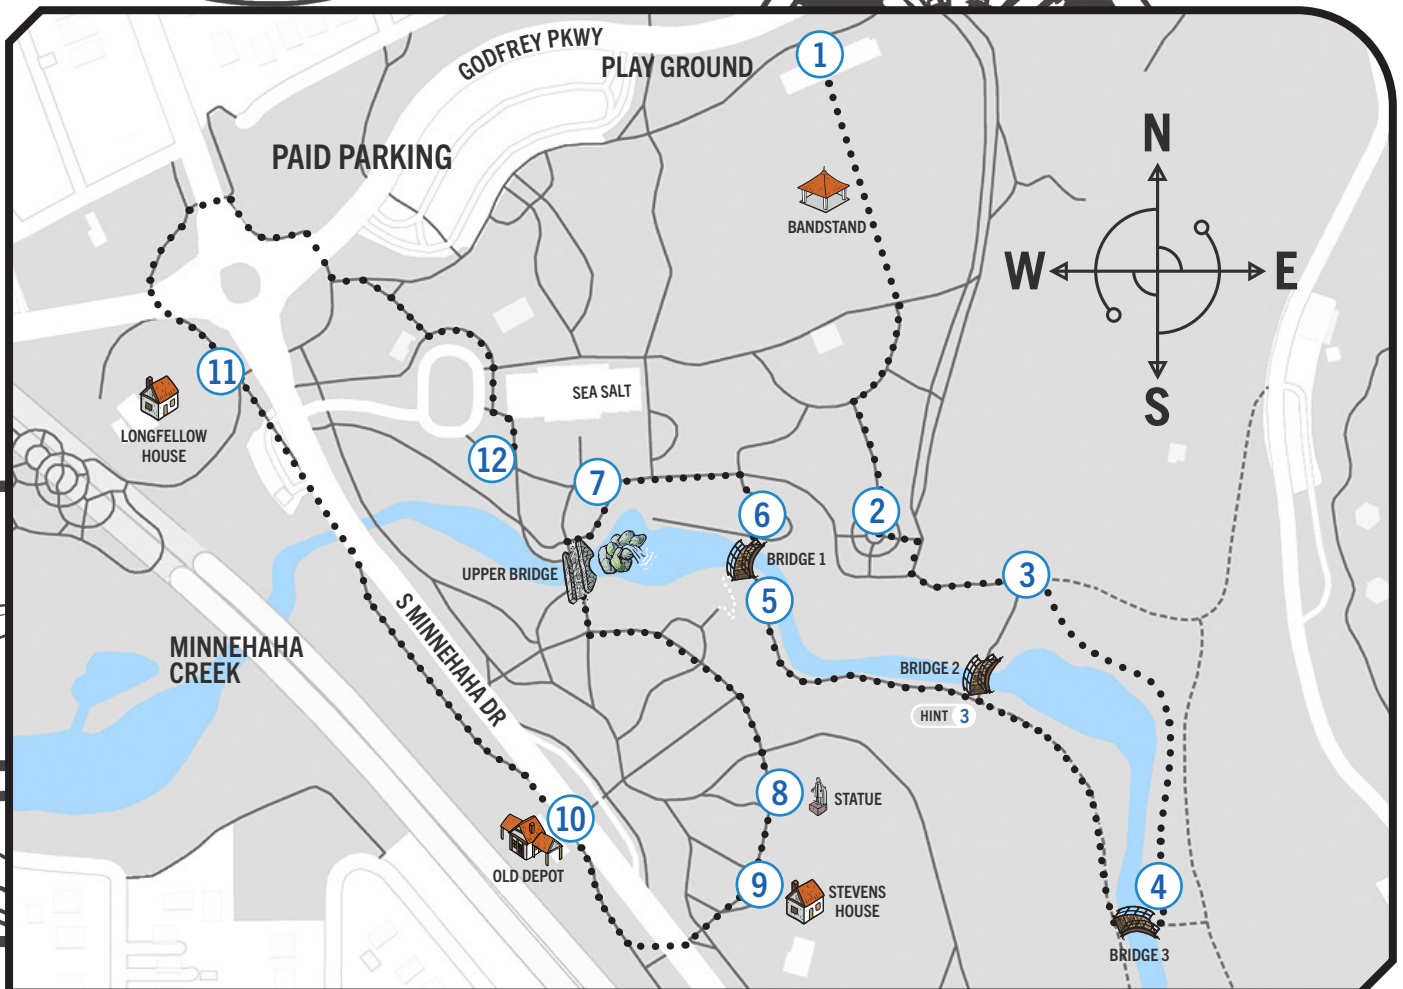 GODFREY PKWY
PLAY GROUND
1
PAID PARKING
N
BANDSTAND
W
E
S
11
SEA SALT
LONGFELLOW
HOUSE
12
7
6
2
UPPER BRIDGE
BRIDGE 1
3
5
S MINNEHAHA DR
MINNEHAHA
CREEK
BRIDGE 2
HINT 3
8
STATUE
10
OLD DEPOT
9
STEVENS
HOUSE
4
BRIDGE 3